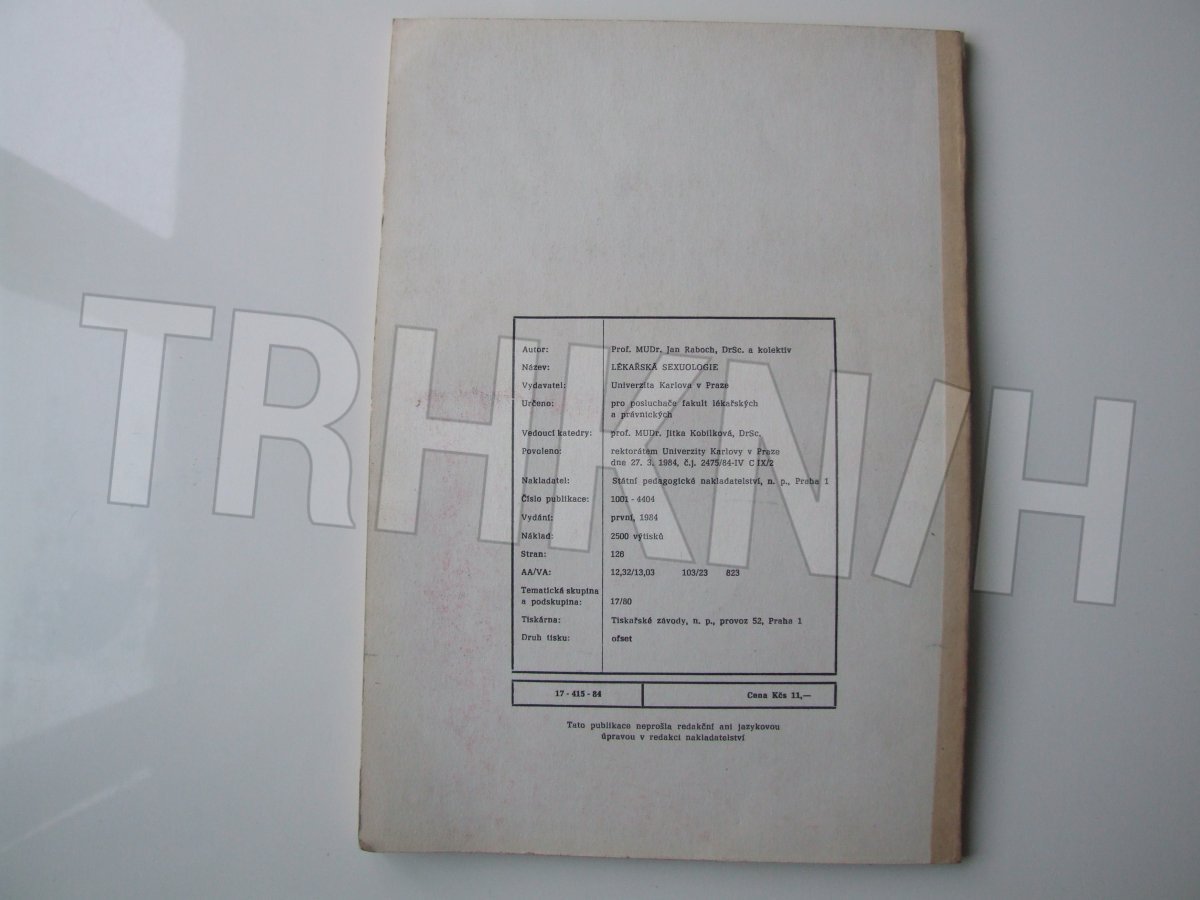 Autor: Prof. MUDr. Jan Raboch, DrSc. a kolektiv
Název: LÉKAŘSKÁ SEXUOLOGIE
Vydavatel: Univerzita Karlova v Praze
Určeno: pro posluchače fakult lékařských
a právnických
Vedoucí katedry: prof. MUDr. Jitka Kobilková, DrSc.
Povoleno: rektorátem Univerzity Karlovy v Praze
dne 27. 3. 1984, č.j. 2475/84-IV C IX/2
Nakladatel: Státní pedagogické nakladatelství, n. p., Praha 1
Číslo publikace: 1001 - 4404
Vydání: první, 1984
Náklad: 2500 výtisků
Stran: 126
AA/VA: 12,32/13,03 103/23 823
Tematická skupina
a podskupina: 17/80
Tiskárna: Tiskařské závody, n. p., provoz 52, Praha 1
Druh tisku: ofset
17 - 415 - 84 Cena Kčs 11,—
Tato publikace neprošla redakční ani jazykovou
úpravou v redakci nakladatelství
TRHKNIH